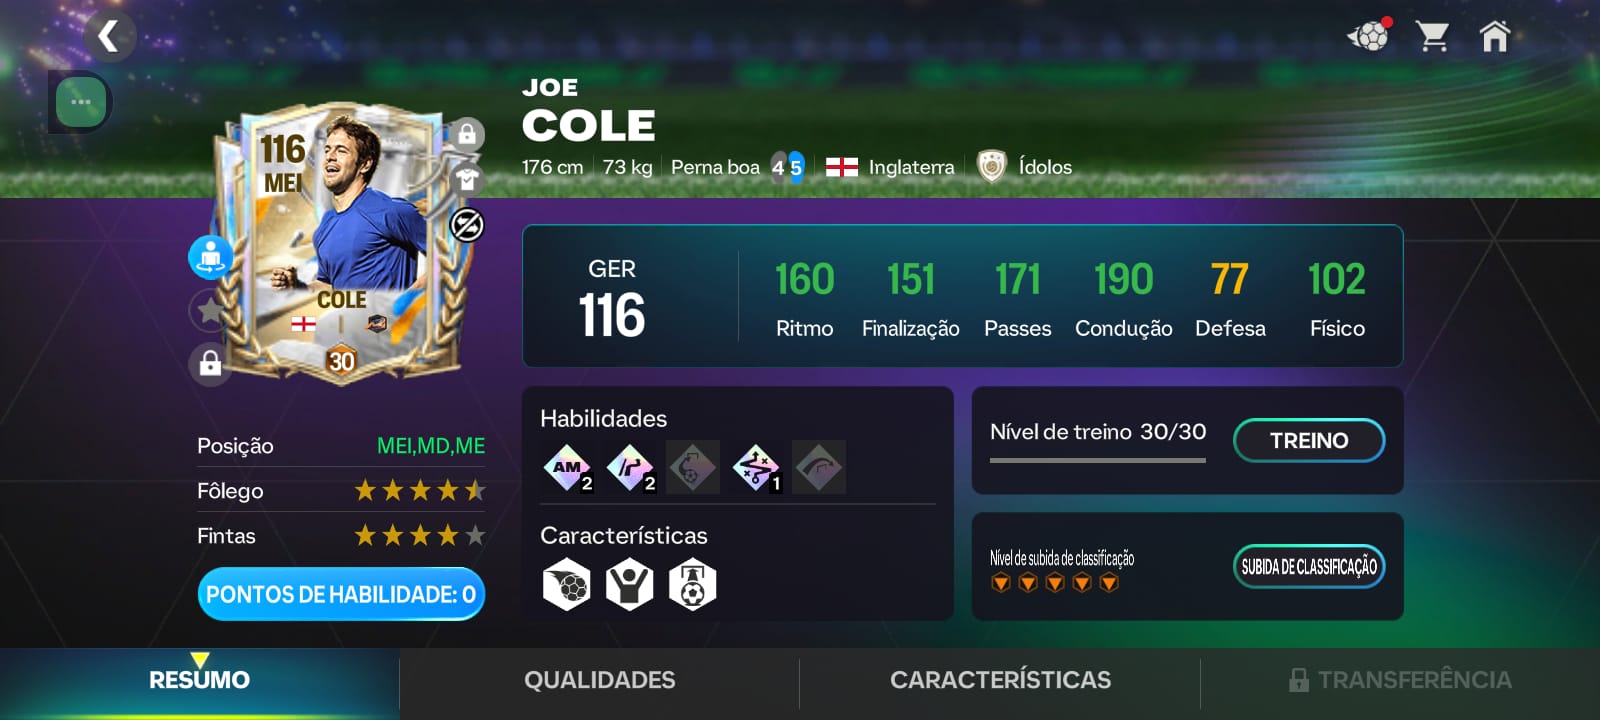 JOE
COLE
176 cm 73 kg Perna boa 4 5 Inglaterra Ídolos
116
MEI
COLE
30
GER
116
160 151 171 190 77 102
Ritmo Finalização Passes Condução Defesa Físico
Posição MEI,MD,ME
Fôlego
Fintas
PONTOS DE HABILIDADE: 0
Habilidades
AM 2 2 1
Características
Nível de treino 30/30
TREINO
Nível de subida de classificação
SUBIDA DE CLASSIFICAÇÃO
RESUMO QUALIDADES CARACTERÍSTICAS TRANSFERÊNCIA